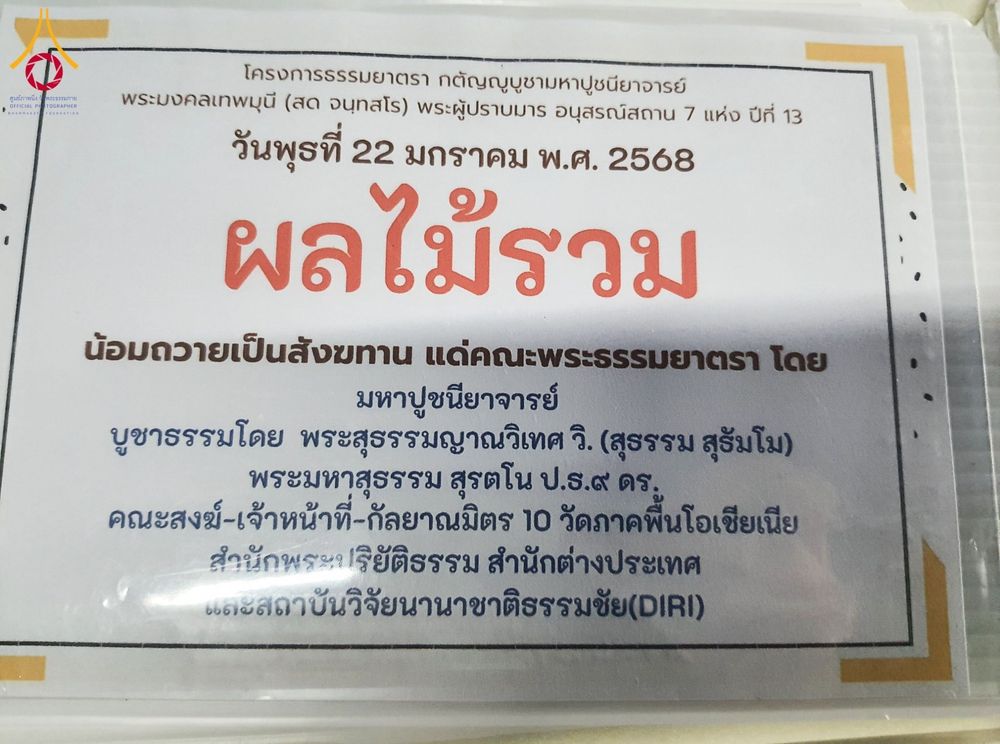 โครงการธรรมยาตรา กตัญญูบูชามหาปูชนียาจารย์
พระมงคลเทพมุนี (สด จนฺทสโร) พระผู้ปราบมาร อนุสรณ์สถาน 7 แห่ง ปีที่ 13
วันพุธที่ 22 มกราคม พ.ศ. 2568
ผลไม้รวม
น้อมถวายเป็นสังฆทาน แด่คณะพระธรรมยาตรา โดย
มหาปูชนียาจารย์
บูชาธรรมโดย พระสุธรรมญาณวิเทศ วิ. (สุธรรม สุธัมโม)
พระมหาสุธรรม สุรตโน ป.ธ.๙ ดร.
คณะสงฆ์-เจ้าหน้าที่-กัลยาณมิตร 10 วัดภาคพื้นโอเชียเนีย
สำนักพระปริยัติธรรม สำนักต่างประเทศ
และสถาบันวิจัยนานาชาติธรรมชัย(DIRI)
OFFICIAL PHOTOGRAPHER